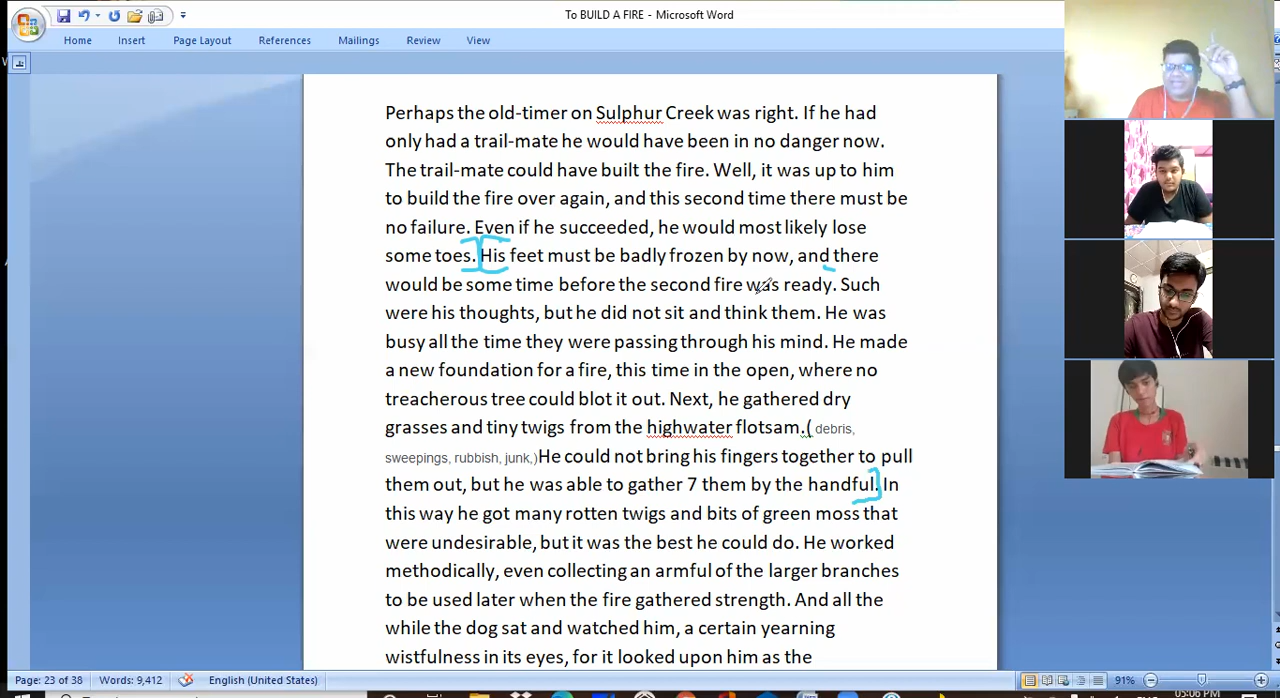 To BUILD A FIRE - Microsoft Word
Home Insert Page Layout References Mailings Review View
Perhaps the old-timer on Sulphur Creek was right. If he had
only had a trail-mate he would have been in no danger now.
The trail-mate could have built the fire. Well, it was up to him
to build the fire over again, and this second time there must be
no failure. Even if he succeeded, he would most likely lose
some toes. His feet must be badly frozen by now, and there
would be some time before the second fire was ready. Such
were his thoughts, but he did not sit and think them. He was
busy all the time they were passing through his mind. He made
a new foundation for a fire, this time in the open, where no
treacherous tree could blot it out. Next, he gathered dry
grasses and tiny twigs from the highwater flotsam.( debris,
sweepings, rubbish, junk,)He could not bring his fingers together to pull
them out, but he was able to gather 7 them by the handful. In
this way he got many rotten twigs and bits of green moss that
were undesirable, but it was the best he could do. He worked
methodically, even collecting an armful of the larger branches
to be used later when the fire gathered strength. And all the
while the dog sat and watched him, a certain yearning
wistfulness in its eyes, for it looked upon him as the
Page: 23 of 38 Words: 9,412 English (United States) 91%
05:06 PM